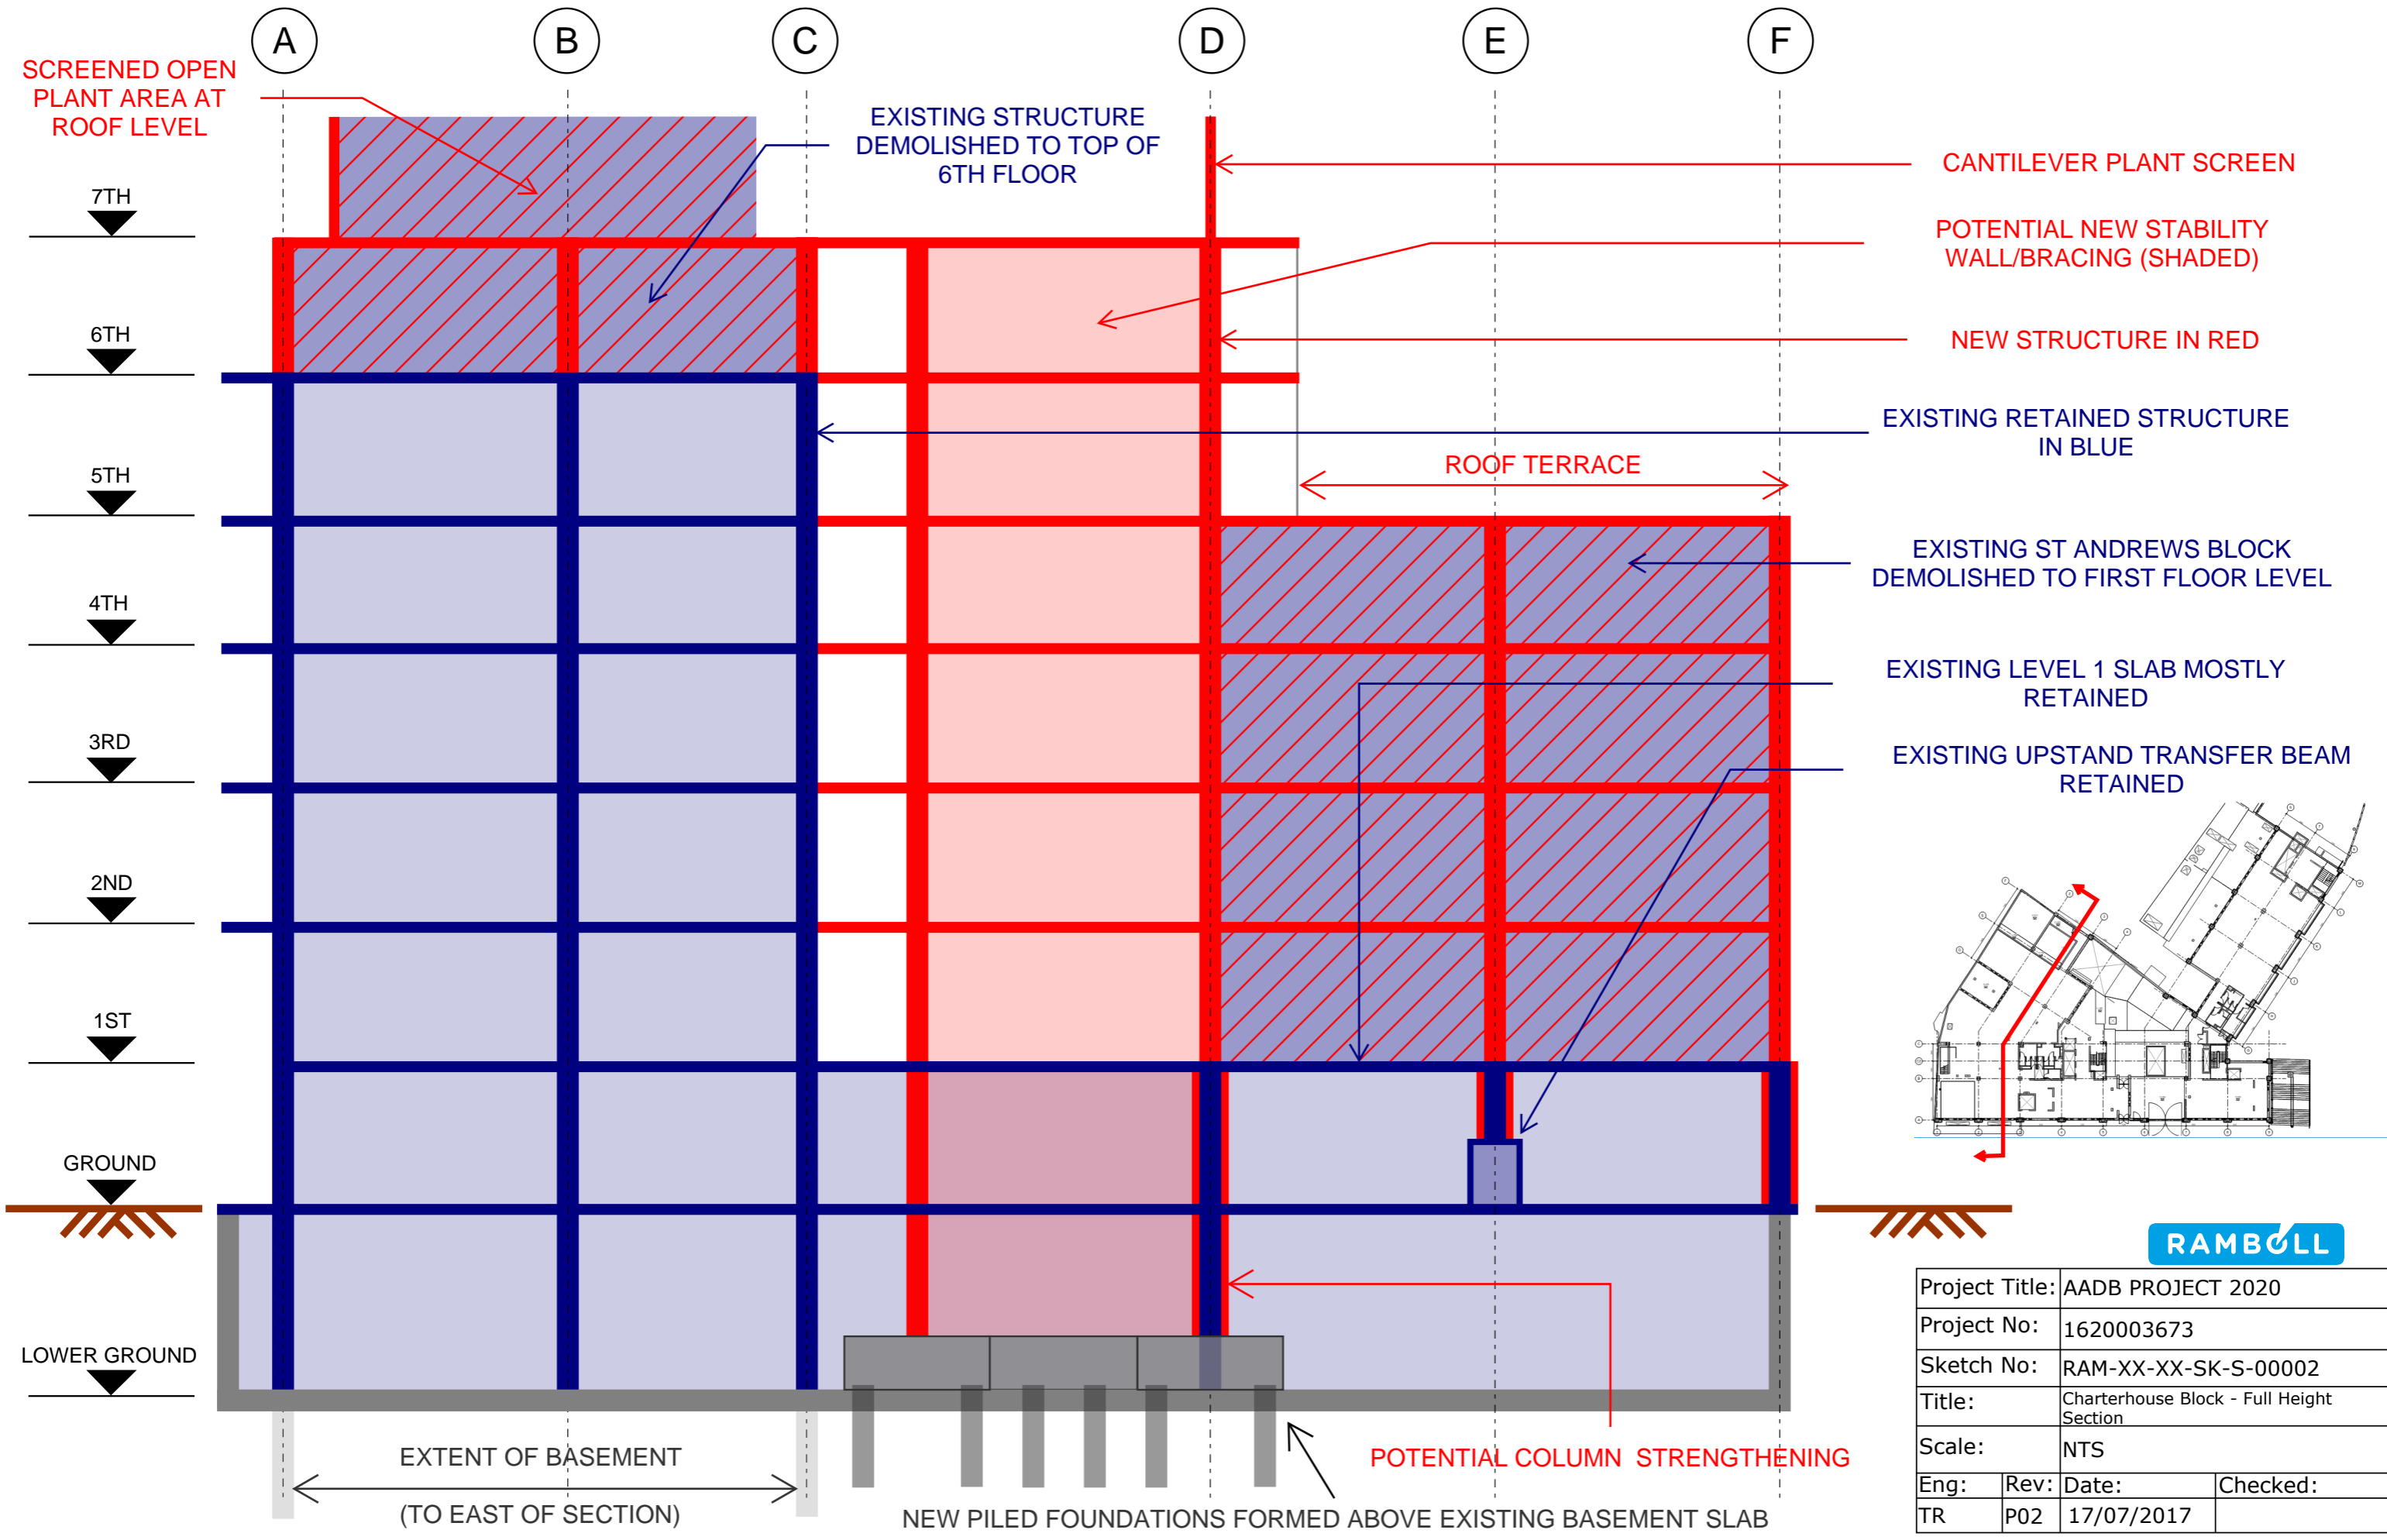 A
B
C
D
E
F
SCREENED OPEN
PLANT AREA AT
ROOF LEVEL
EXISTING STRUCTURE
DEMOLISHED TO TOP OF
6TH FLOOR
CANTILEVER PLANT SCREEN
7TH
POTENTIAL NEW STABILITY
WALL/BRACING (SHADED)
6TH
NEW STRUCTURE IN RED
EXISTING RETAINED STRUCTURE
IN BLUE
5TH
ROOF TERRACE
EXISTING ST ANDREWS BLOCK
DEMOLISHED TO FIRST FLOOR LEVEL
4TH
EXISTING LEVEL 1 SLAB MOSTLY
RETAINED
3RD
EXISTING UPSTAND TRANSFER BEAM
RETAINED
2ND
1ST
GROUND
RAMBOLL
LOWER GROUND
Project Title: AADB PROJECT 2020
Project No: 1620003673
Sketch No: RAM-XX-XX-SK-S-00002
Title: Charterhouse Block - Full Height
Section
Scale: NTS
Eng: Rev: Date: Checked:
TR P02 17/07/2017
EXTENT OF BASEMENT
(TO EAST OF SECTION)
POTENTIAL COLUMN STRENGTHENING
NEW PILED FOUNDATIONS FORMED ABOVE EXISTING BASEMENT SLAB